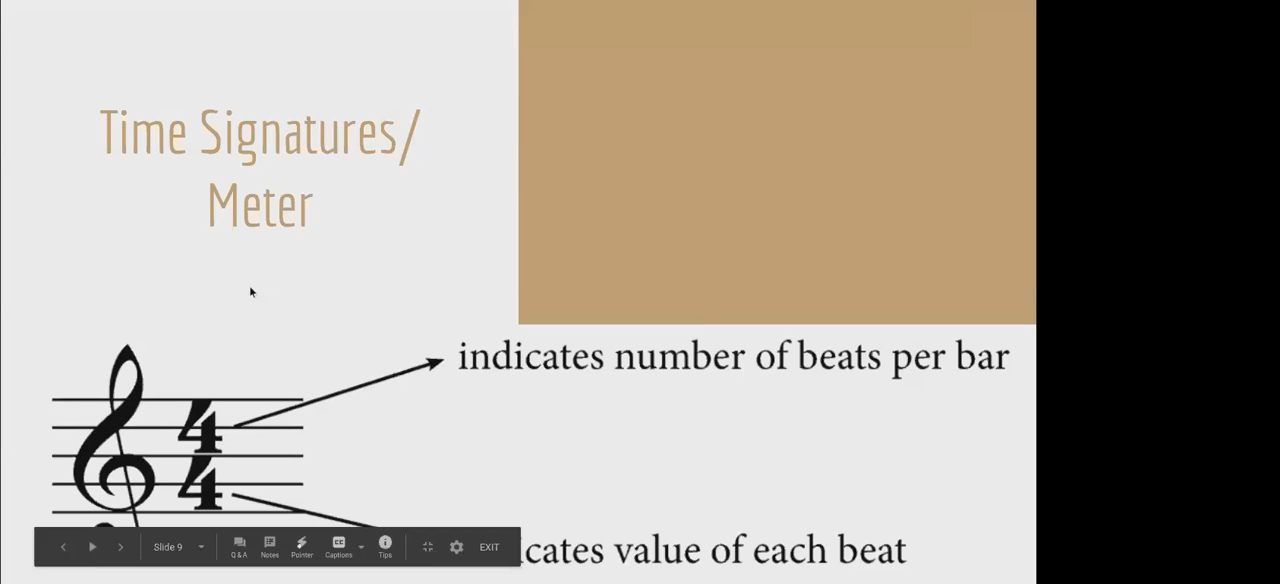 Time Signatures/
Meter
indicates number of beats per bar
4
4
cates value of each beat
Slide 9
Q & A
Notes
Pointer
CC
Captions
Tips
EXIT